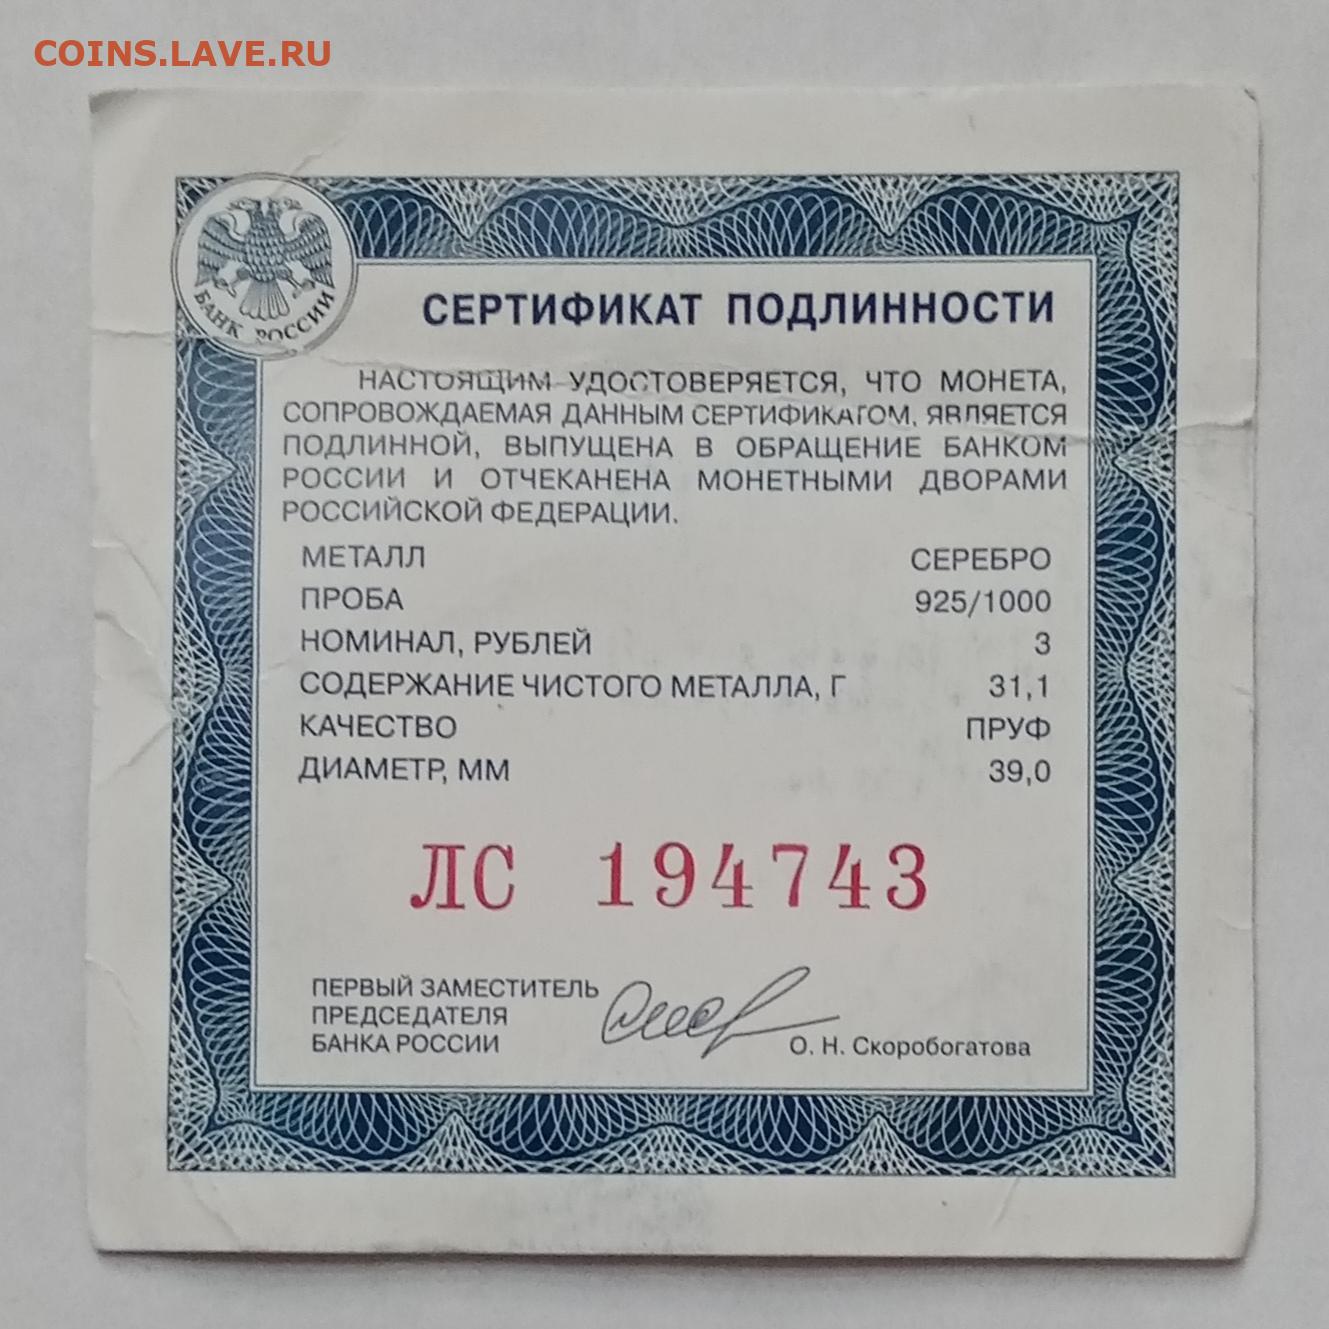 COINS.LAVE.RU
БАНК РОССИИ
СЕРТИФИКАТ ПОДЛИННОСТИ
НАСТОЯЩИМ УДОСТОВЕРЯЕТСЯ, ЧТО МОНЕТА,
СОПРОВОЖДАЕМАЯ ДАННЫМ СЕРТИФИКАТОМ, ЯВЛЯЕТСЯ
ПОДЛИННОЙ, ВЫПУЩЕНА В ОБРАЩЕНИЕ БАНКОМ
РОССИИ И ОТЧЕКАНЕНА МОНЕТНЫМИ ДВОРАМИ
РОССИЙСКОЙ ФЕДЕРАЦИИ.
МЕТАЛЛ СЕРЕБРО
ПРОБА 925/1000
НОМИНАЛ, РУБЛЕЙ 3
СОДЕРЖАНИЕ ЧИСТОГО МЕТАЛЛА, Г 31,1
КАЧЕСТВО ПРУФ
ДИАМЕТР, ММ 39,0
ЛС 194743
ПЕРВЫЙ ЗАМЕСТИТЕЛЬ
ПРЕДСЕДАТЕЛЯ
БАНКА РОССИИ
О. Н. Скоробогатова